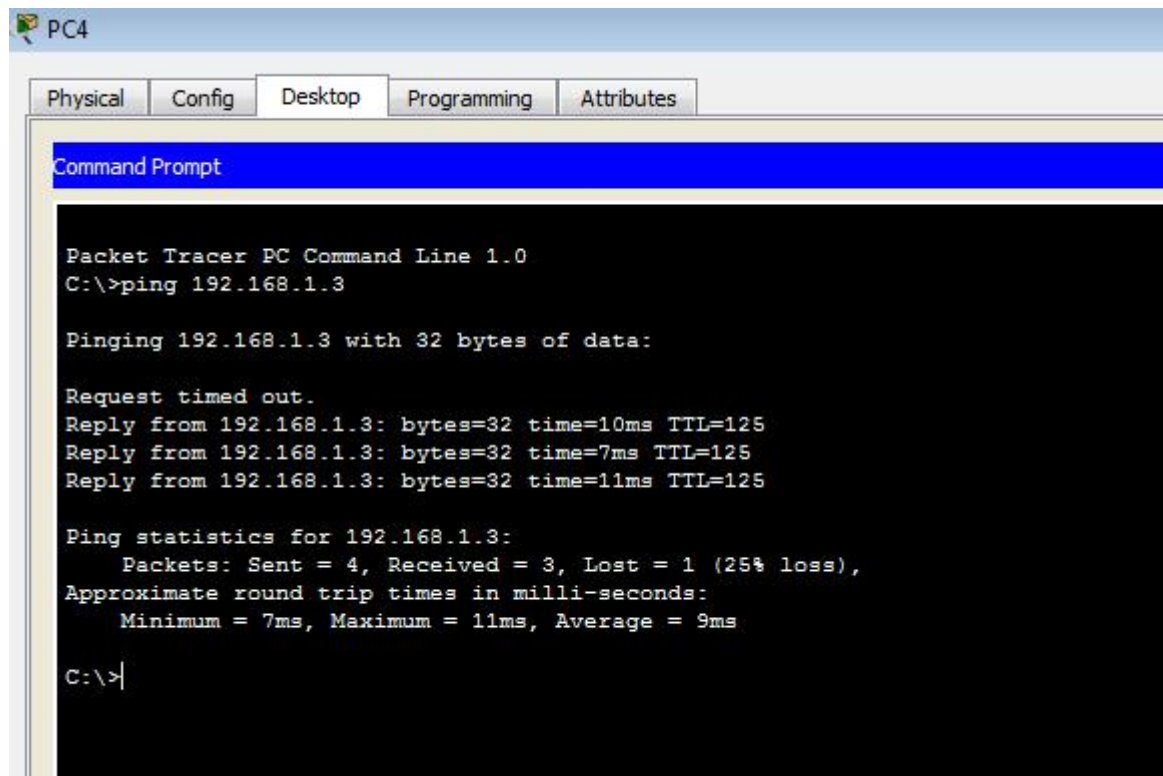 PC4
Physical Config Desktop Programming Attributes
Command Prompt
Packet Tracer PC Command Line 1.0
C:\>ping 192.168.1.3
Pinging 192.168.1.3 with 32 bytes of data:
Request timed out.
Reply from 192.168.1.3: bytes=32 time=10ms TTL=125
Reply from 192.168.1.3: bytes=32 time=7ms TTL=125
Reply from 192.168.1.3: bytes=32 time=11ms TTL=125
Ping statistics for 192.168.1.3:
Packets: Sent = 4, Received = 3, Lost = 1 (25% loss),
Approximate round trip times in milli-seconds:
Minimum = 7ms, Maximum = 11ms, Average = 9ms
C:\>